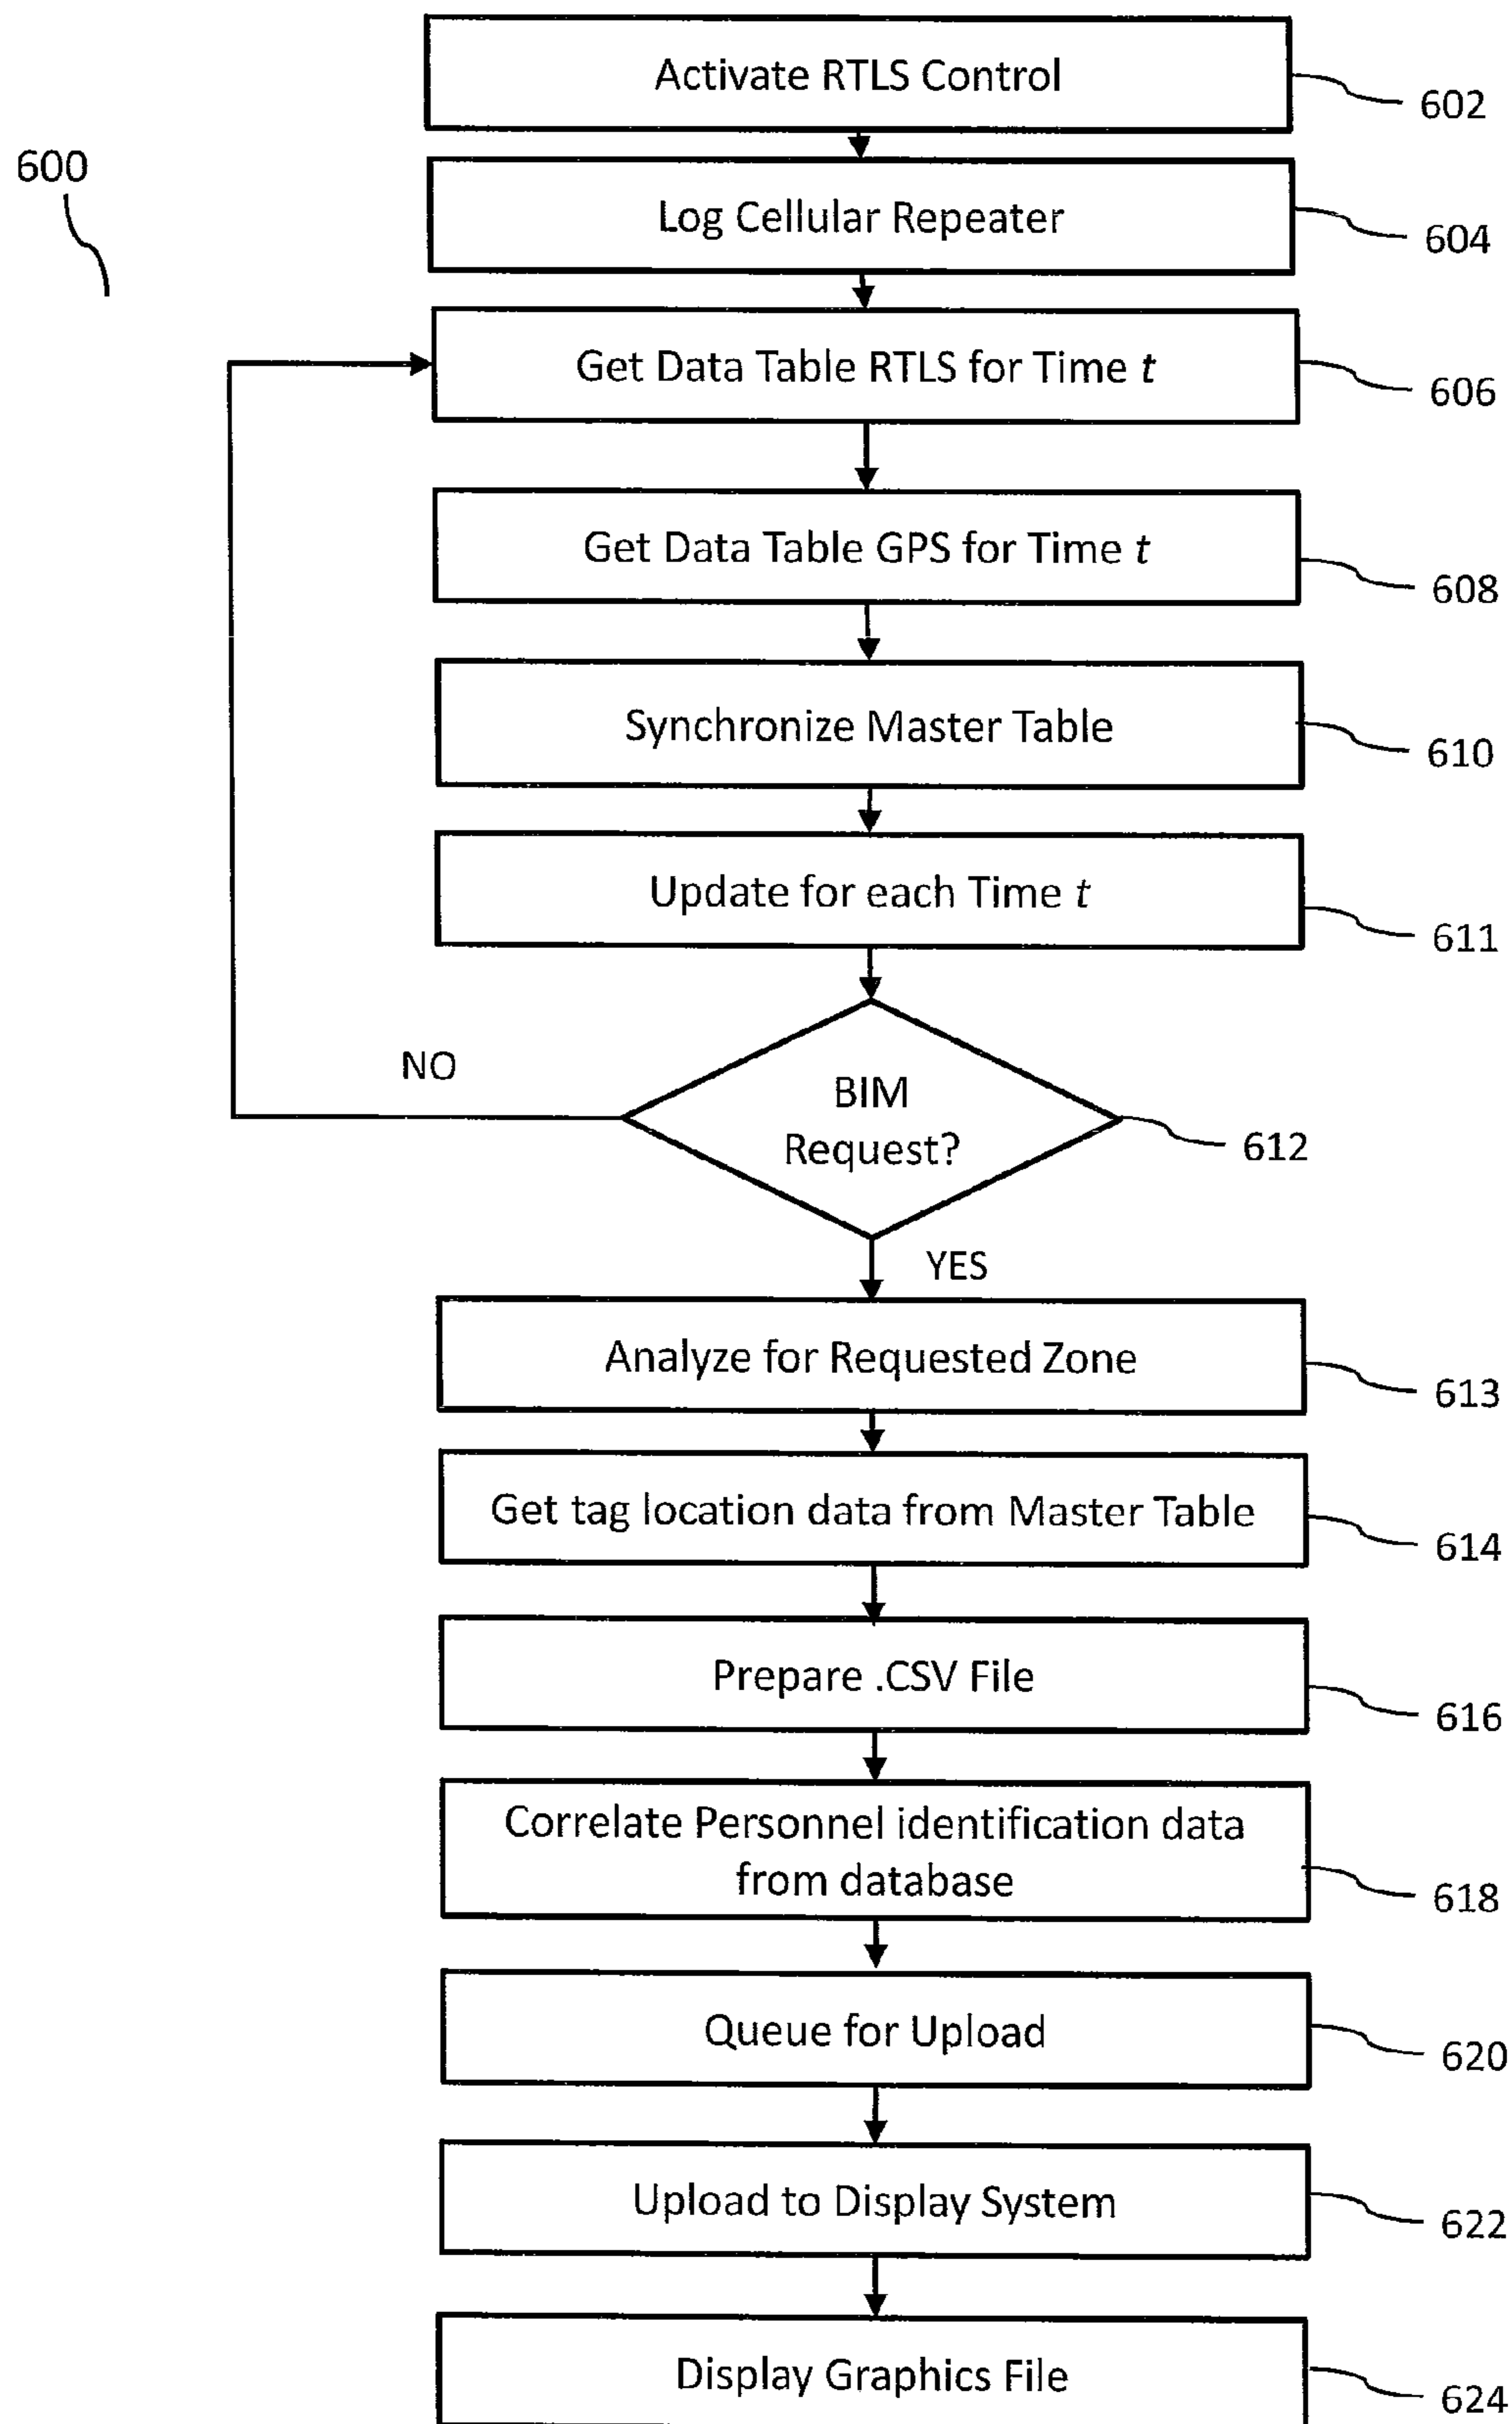 Activate RTLS Control
602
600
Log Cellular Repeater
604
Get Data Table RTLS for Time t
606
Get Data Table GPS for Time t
608
Synchronize Master Table
610
Update for each Time t
611
NO
BIM
Request?
612
YES
Analyze for Requested Zone
613
Get tag location data from Master Table
614
Prepare .CSV File
616
Correlate Personnel identification data
from database
618
Queue for Upload
620
Upload to Display System
622
Display Graphics File
624